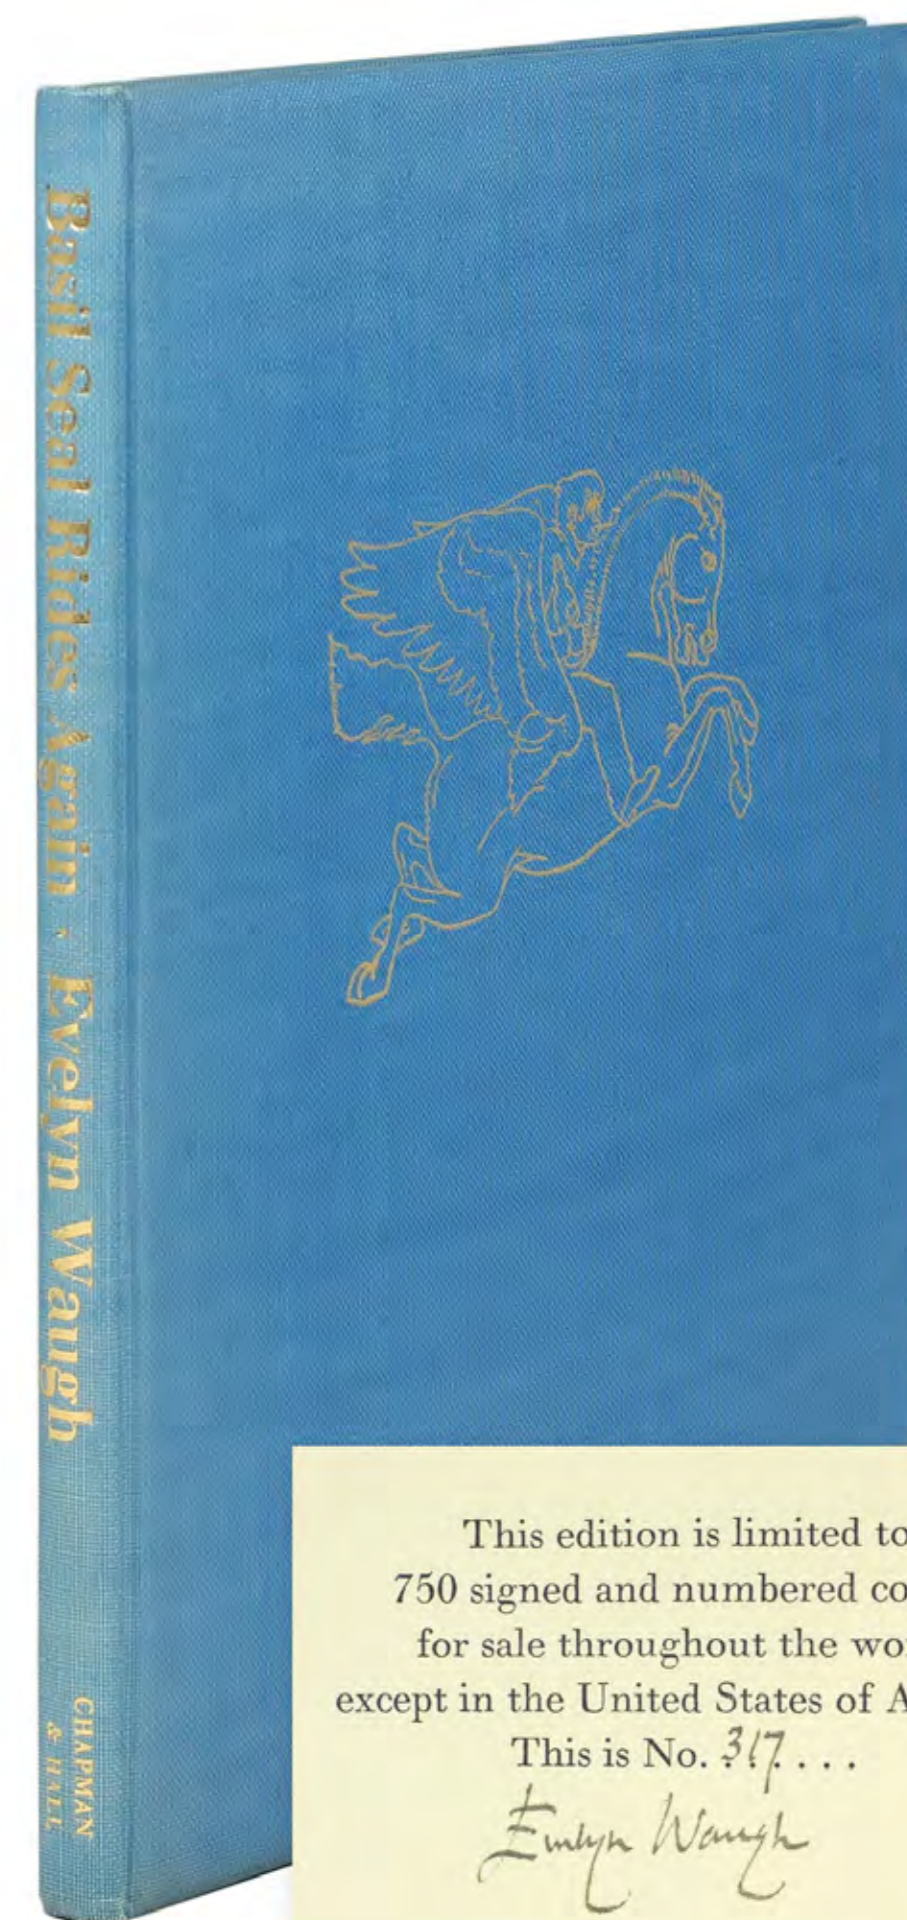 Basil Seal Rides Again · Evelyn Waugh
CHAPMAN
& HALL
This edition is limited to
750 signed and numbered co
for sale throughout the wo
except in the United States of A
This is No. 317....
Evelyn Waugh